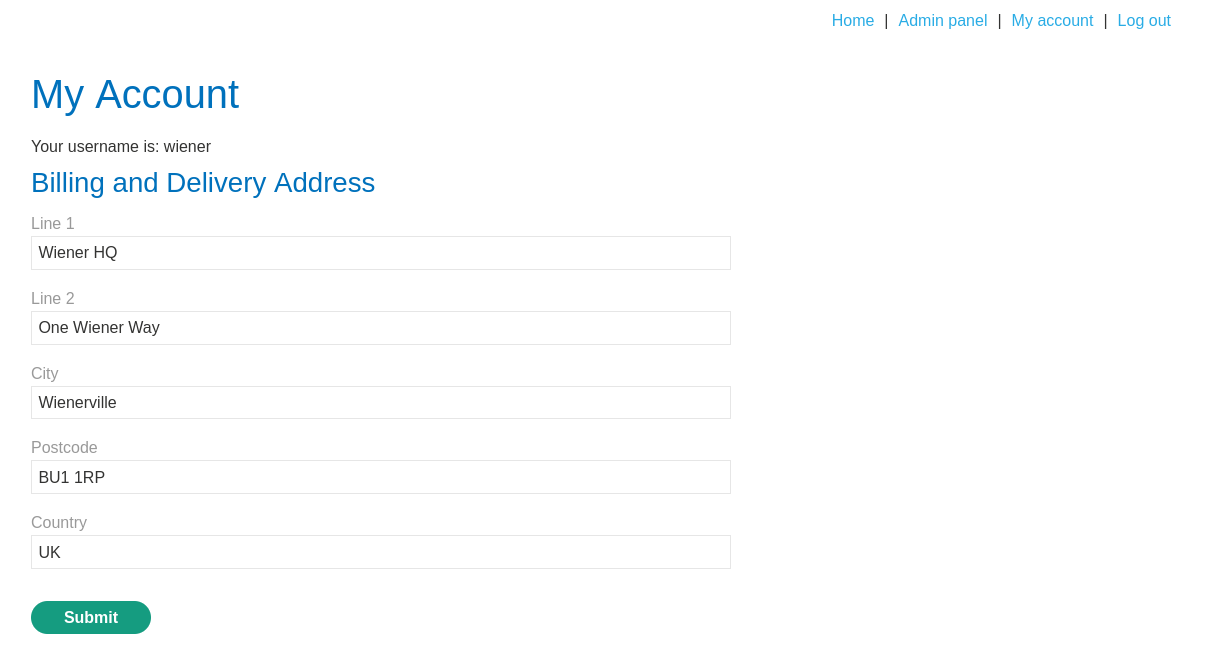 Home | Admin panel | My account | Log out
My Account
Your username is: wiener
Billing and Delivery Address
Line 1
Wiener HQ
Line 2
One Wiener Way
City
Wienerville
Postcode
BU1 1RP
Country
UK
Submit